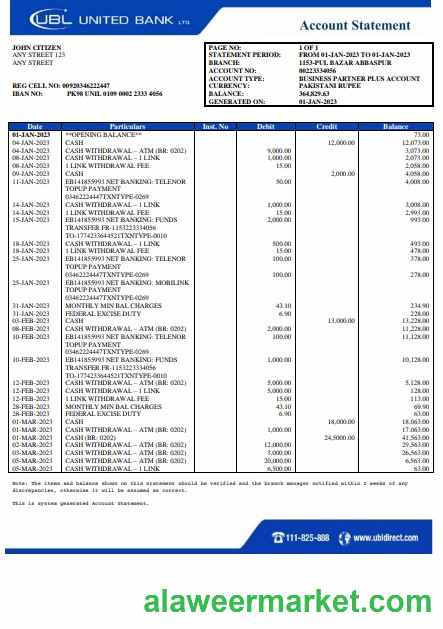 UBL UNITED BANK LTD.
Account Statement
JOHN CITIZEN
ANY STREET 123
ANY STREET
REG CELL NO: 00920346222447
IBAN NO: PK98 UNIL 0109 0002 2333 4056
PAGE NO: 1 OF 1
STATEMENT PERIOD: FROM 01-JAN-2023 TO 01-JAN-2023
BRANCH: 1153-PUL BAZAR ABBASPUR
ACCOUNT NO: 00223334056
ACCOUNT TYPE: BUSINESS PARTNER PLUS ACCOUNT
CURRENCY: PAKISTANI RUPEE
BALANCE: 364,829.63
GENERATED ON: 01-JAN-2023
Date Particulars Inst. No Debit Credit Balance
01-JAN-2023 **OPENING BALANCE** 73.00
04-JAN-2023 CASH 12,000.00 12,073.00
04-JAN-2023 CASH WITHDRAWAL – ATM (BR: 0202) 9,000.00 3,073.00
08-JAN-2023 CASH WITHDRAWAL – 1 LINK 1,000.00 2,073.00
08-JAN-2023 1 LINK WITHDRAWAL FEE 15.00 2,058.00
09-JAN-2023 CASH 2,000.00 4,058.00
11-JAN-2023 EB141855993 NET BANKING: TELENOR 50.00 4,008.00
TOPUP PAYMENT
03462224447TXNTYPE-0269
14-JAN-2023 CASH WITHDRAWAL – 1 LINK 1,000.00 3,008.00
14-JAN-2023 1 LINK WITHDRAWAL FEE 15.00 2,993.00
15-JAN-2023 EB141855993 NET BANKING: FUNDS 2,000.00 993.00
TRANSFER FR-1153223334056
TO-1774233644521TXNTYPE-0010
18-JAN-2023 CASH WITHDRAWAL – 1 LINK 500.00 493.00
18-JAN-2023 1 LINK WITHDRAWAL FEE 15.00 478.00
25-JAN-2023 EB141855993 NET BANKING: TELENOR 100.00 378.00
TOPUP PAYMENT
03462224447TXNTYPE-0269 100.00 278.00
25-JAN-2023 EB141855993 NET BANKING: MOBILINK
TOPUP PAYMENT
03462224447TXNTYPE-0269
31-JAN-2023 MONTHLY MIN BAL CHARGES 43.10 234.90
31-JAN-2023 FEDERAL EXCISE DUTY 6.90 228.00
03-FEB-2023 CASH 13,000.00 13,228.00
08-FEB-2023 CASH WITHDRAWAL – ATM (BR: 0202) 2,000.00 11,228.00
10-FEB-2023 EB141855993 NET BANKING: TELENOR 100.00 11,128.00
TOPUP PAYMENT
03462224447TXNTYPE-0269
10-FEB-2023 EB141855993 NET BANKING: FUNDS 1,000.00 10,128.00
TRANSFER FR-1153223334056
TO-1774233644521TXNTYPE-0010
12-FEB-2023 CASH WITHDRAWAL – ATM (BR: 0202) 5,000.00 5,128.00
12-FEB-2023 CASH WITHDRAWAL – 1 LINK 5,000.00 128.00
12-FEB-2023 1 LINK WITHDRAWAL FEE 15.00 113.00
28-FEB-2023 MONTHLY MIN BAL CHARGES 43.10 69.90
28-FEB-2023 FEDERAL EXCISE DUTY 6.90 63.00
01-MAR-2023 CASH 18,000.00 18,063.00
01-MAR-2023 CASH WITHDRAWAL – ATM (BR: 0202) 1,000.00 17,063.00
01-MAR-2023 CASH (BR: 0202) 24,5000.00 41,563.00
02-MAR-2023 CASH WITHDRAWAL – ATM (BR: 0202) 12,000.00 29,563.00
03-MAR-2023 CASH WITHDRAWAL – ATM (BR: 0202) 3,000.00 26,563.00
05-MAR-2023 CASH WITHDRAWAL – ATM (BR: 0202) 20,000.00 6,563.00
05-MAR-2023 CASH WITHDRAWAL – 1 LINK 6,500.00 63.00
Note: The items and balance shown on this statement should be verified and the branch manager notified within 2 weeks of any
discrepancies, otherwise it will be assumed as correct.
This is system generated Account Statement.
111-825-888 www.ubldirect.com
alaweermarket.com